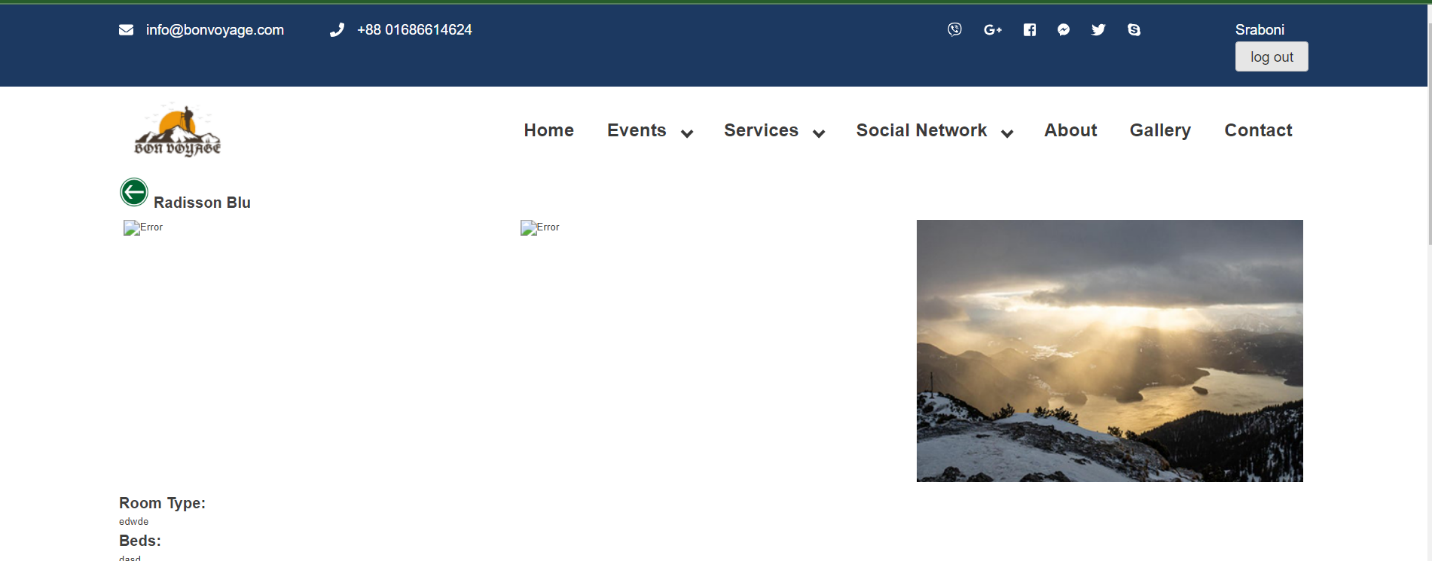 info@bonvoyage.com
+88 01686614624
Sraboni
log out
BON VOYAGE
Home Events Services Social Network About Gallery Contact
Radisson Blu
Error
Error
Room Type:
edwde
Beds:
dasd